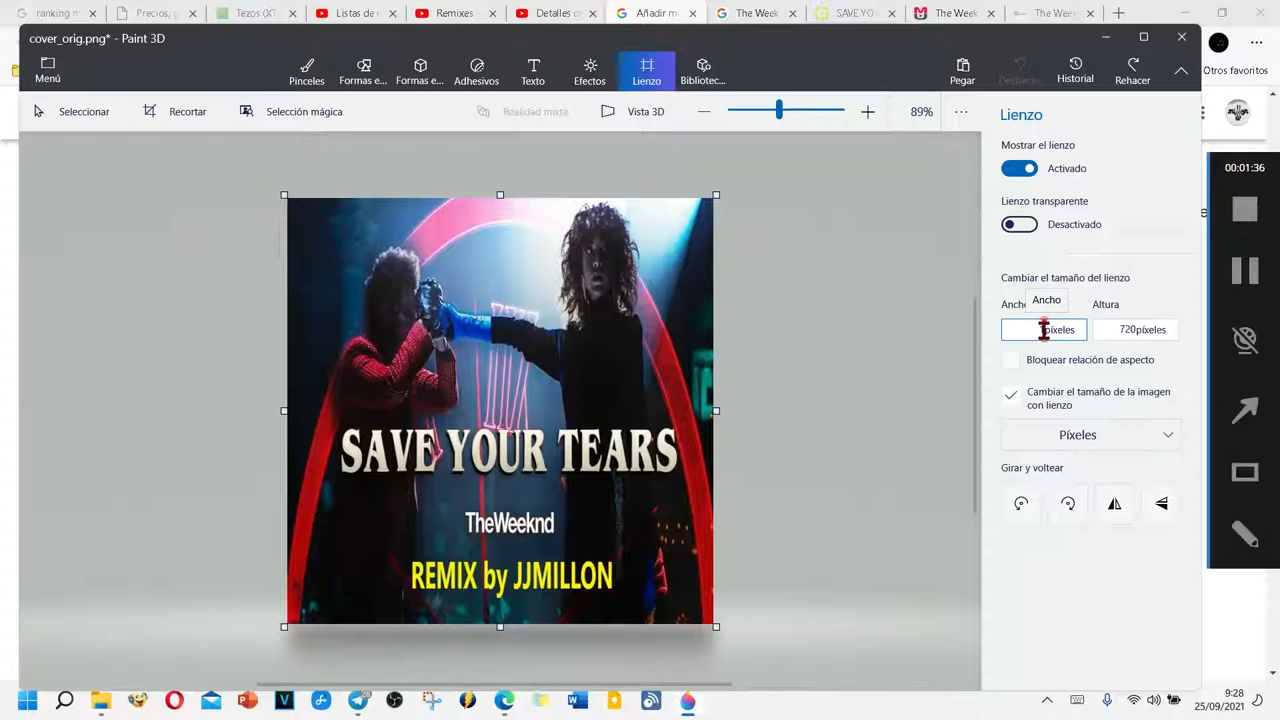 ranking m
Precios,
Tezos 00
Listas de
Remixes
Detalles
Añadir m
The Week
SAVE YO
The Week
The Week
cover_orig.png* - Paint 3D
Otros favoritos
Menú
Pinceles
Formas e...
Formas e...
Adhesivos
Texto
Efectos
Lienzo
Bibliotec...
Pegar
Historial
Rehacer
Seleccionar
Recortar
Selección mágica
Realidad mixta
Vista 3D
89%
Lienzo
Mostrar el lienzo
Activado
Lienzo transparente
Desactivado
Cambiar el tamaño del lienzo
Ancho
Altura
píxeles
720píxeles
Bloquear relación de aspecto
Cambiar el tamaño de la imagen
con lienzo
Píxeles
Girar y voltear
SAVE YOUR TEARS
TheWeeknd
REMIX by JJMILLON
00:01:36
9:28
25/09/2021